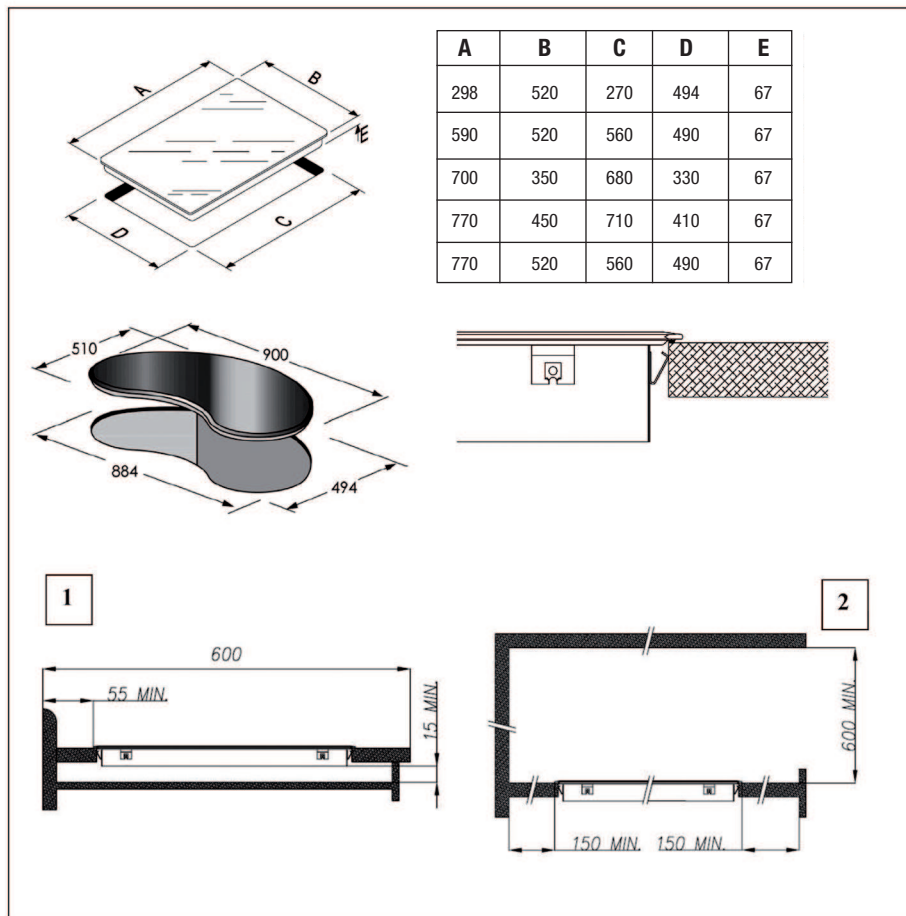 A B E D C
A B C D E
298 520 270 494 67
590 520 560 490 67
700 350 680 330 67
770 450 710 410 67
770 520 560 490 67
510 900
884 494
1
600
55 MIN.
15 MIN.
2
600 MIN.
150 MIN. 150 MIN.